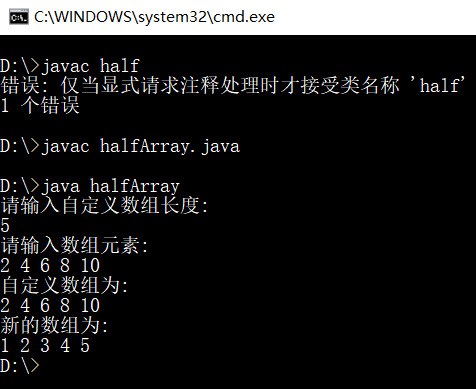 C:\WINDOWS\system32\cmd.exe
D:\>javac half
错误: 仅当显式请求注释处理时才接受类名称 'half'
1 个错误
D:\>javac halfArray.java
D:\>java halfArray
请输入自定义数组长度:
5
请输入数组元素:
2 4 6 8 10
自定义数组为:
2 4 6 8 10
新的数组为:
1 2 3 4 5
D:\>